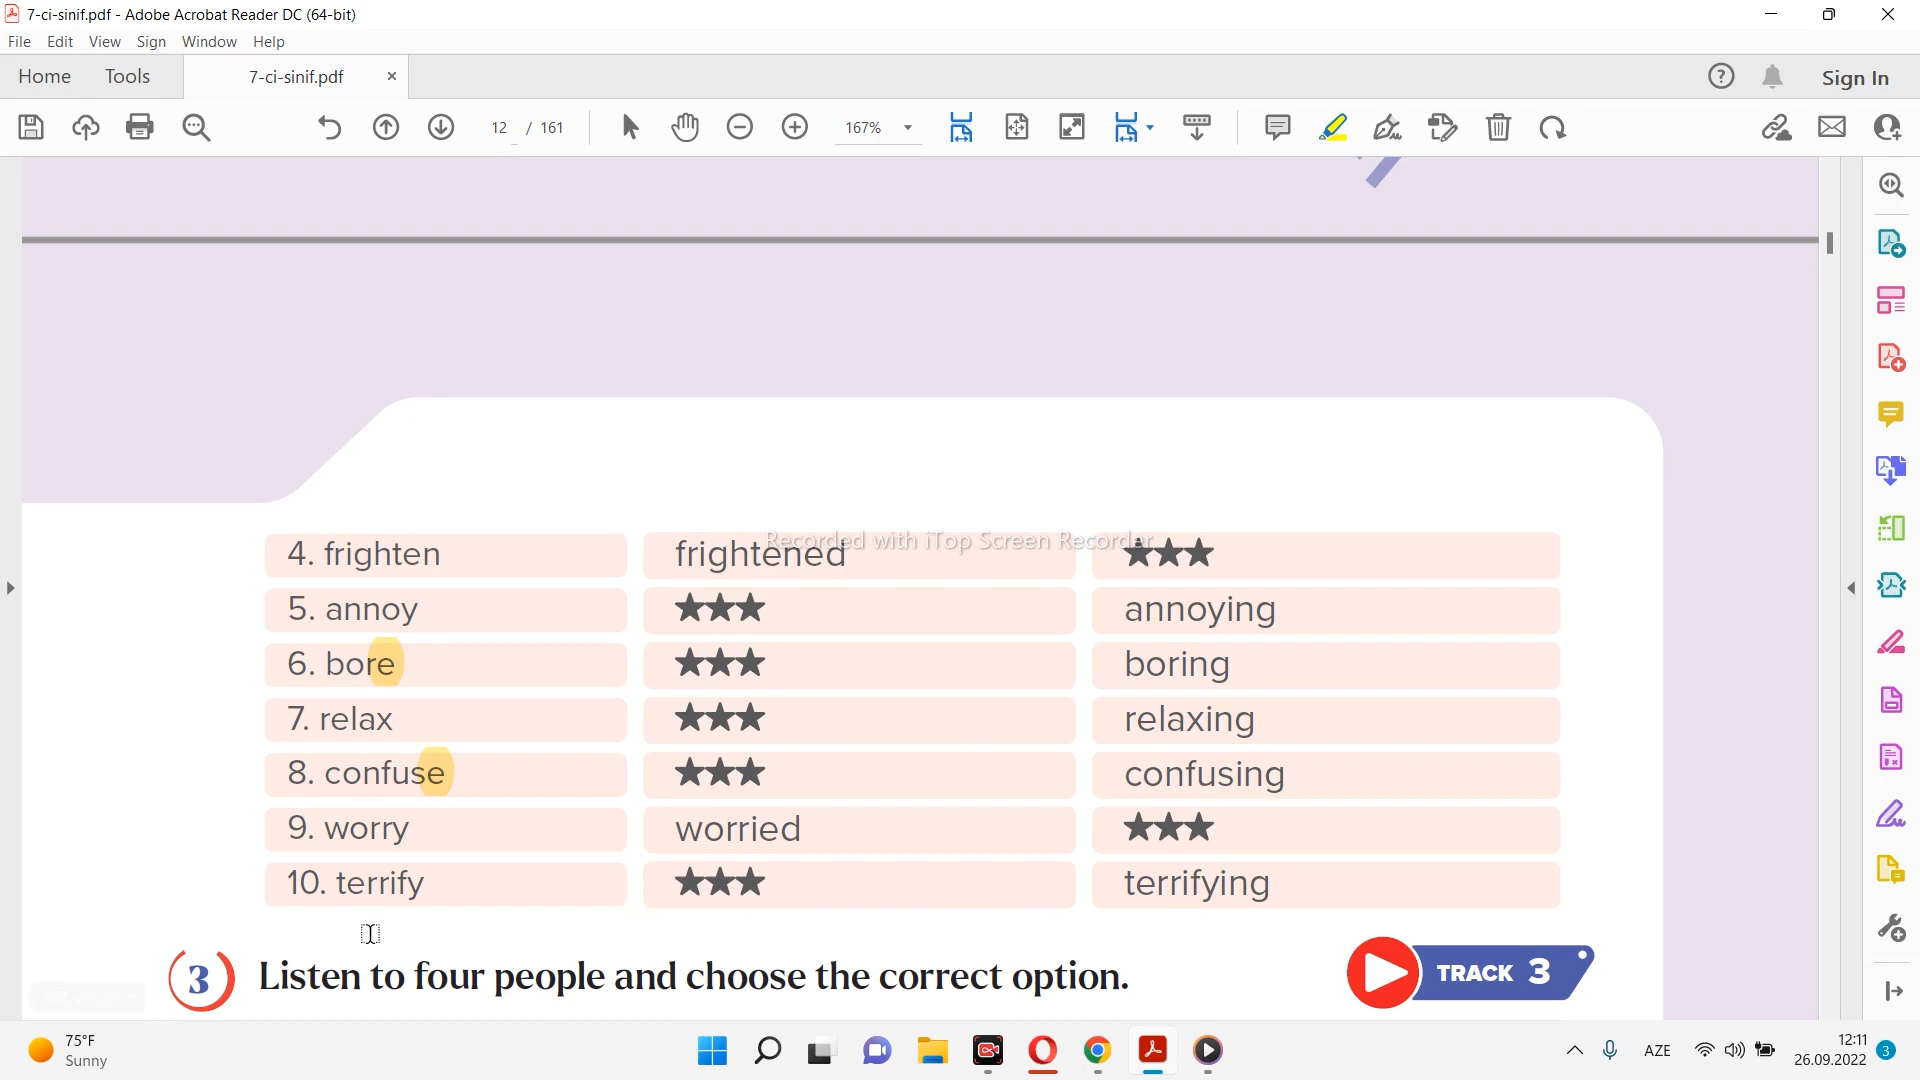 7-ci-sinif.pdf - Adobe Acrobat Reader DC (64-bit)
File Edit View Sign Window Help
Home Tools 7-ci-sinif.pdf × Sign In
12 / 161 167%
Recorded with iTop Screen Recorder
4. frighten frightened ★★★
5. annoy ★★★ annoying
6. bore ★★★ boring
7. relax ★★★ relaxing
8. confuse ★★★ confusing
9. worry worried ★★★
10. terrify ★★★ terrifying
3 Listen to four people and choose the correct option. TRACK 3
75°F
Sunny
AZE
12:11
26.09.2022
3